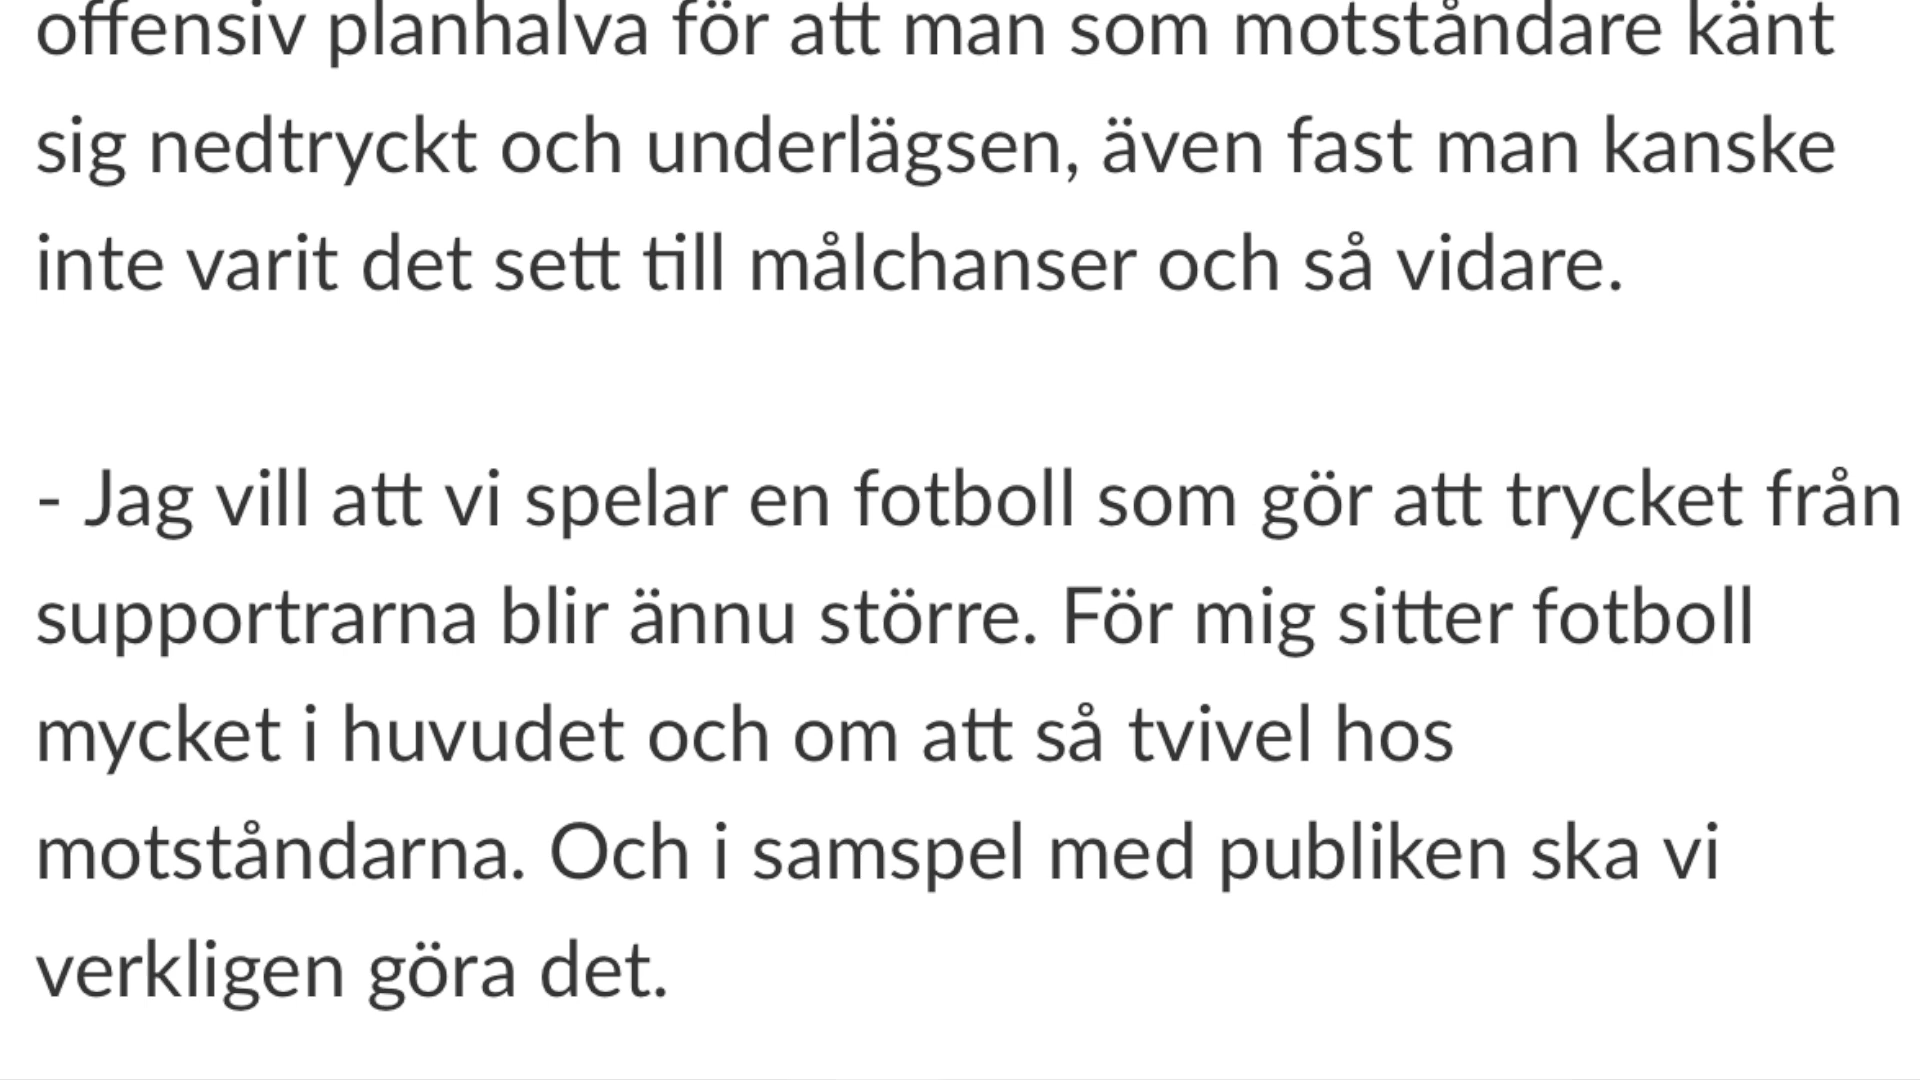 offensiv planhalva för att man som motståndare känt
sig nedtryckt och underlägsen, även fast man kanske
inte varit det sett till målchanser och så vidare.
- Jag vill att vi spelar en fotboll som gör att trycket från
supportrarna blir ännu större. För mig sitter fotboll
mycket i huvudet och om att så tvivel hos
motståndarna. Och i samspel med publiken ska vi
verkligen göra det.